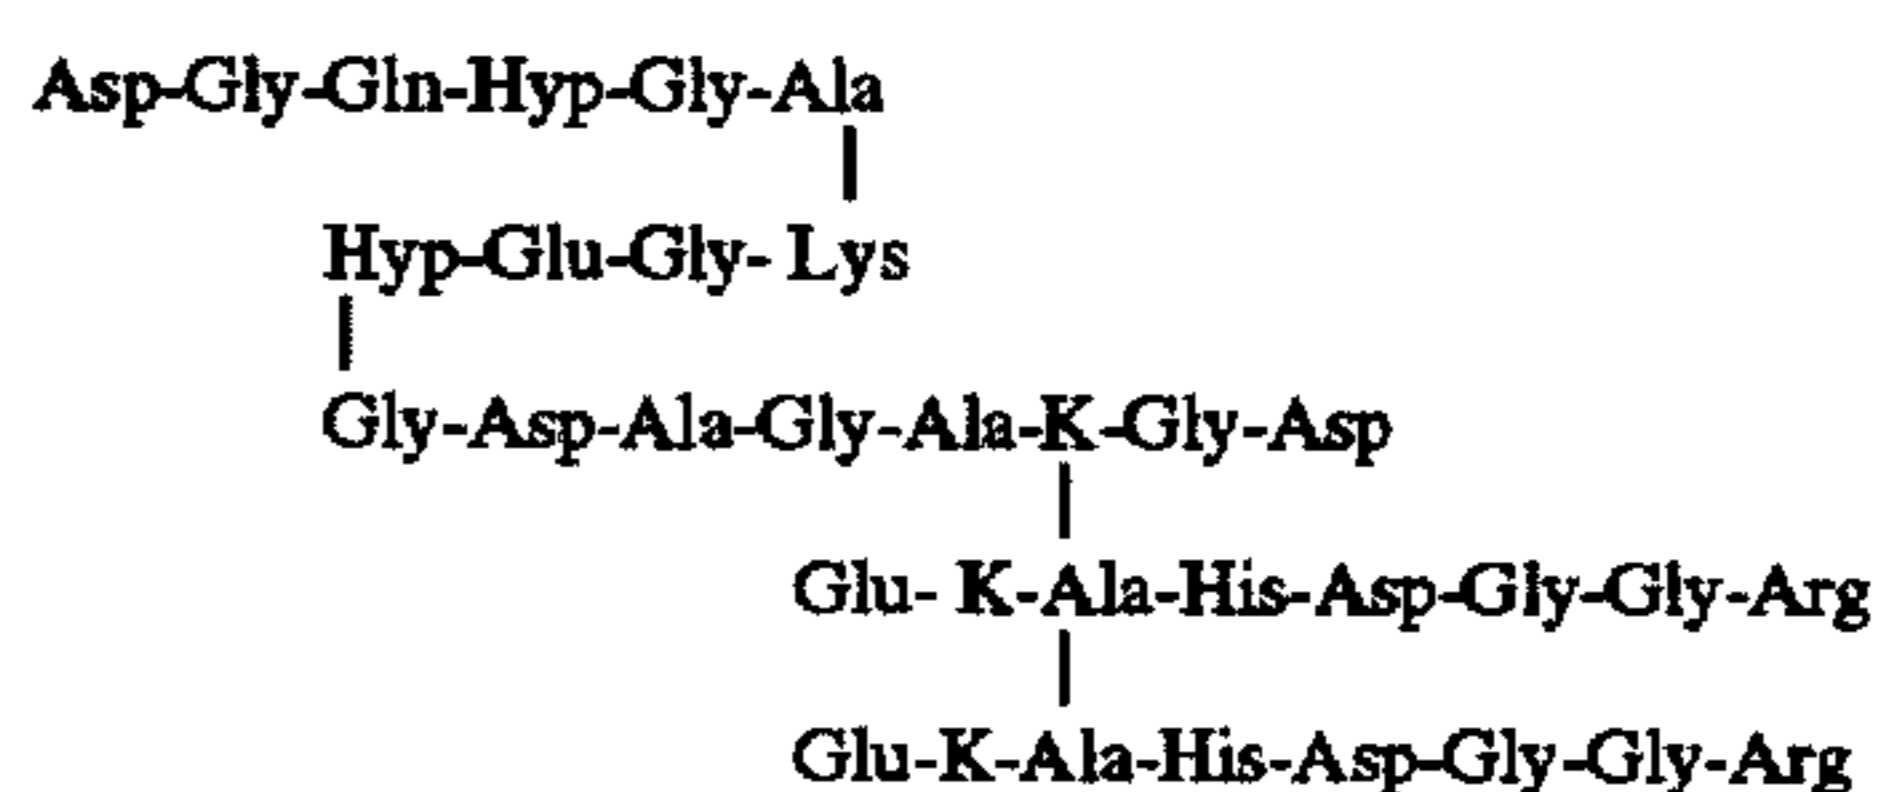 Asp-Gly-Gln-Hyp-Gly-Ala
Hyp-Glu-Gly- Lys
Gly-Asp-Ala-Gly-Ala-K-Gly-Asp
Glu- K-Ala-His-Asp-Gly-Gly-Arg
Glu-K-Ala-His-Asp-Gly-Gly-Arg